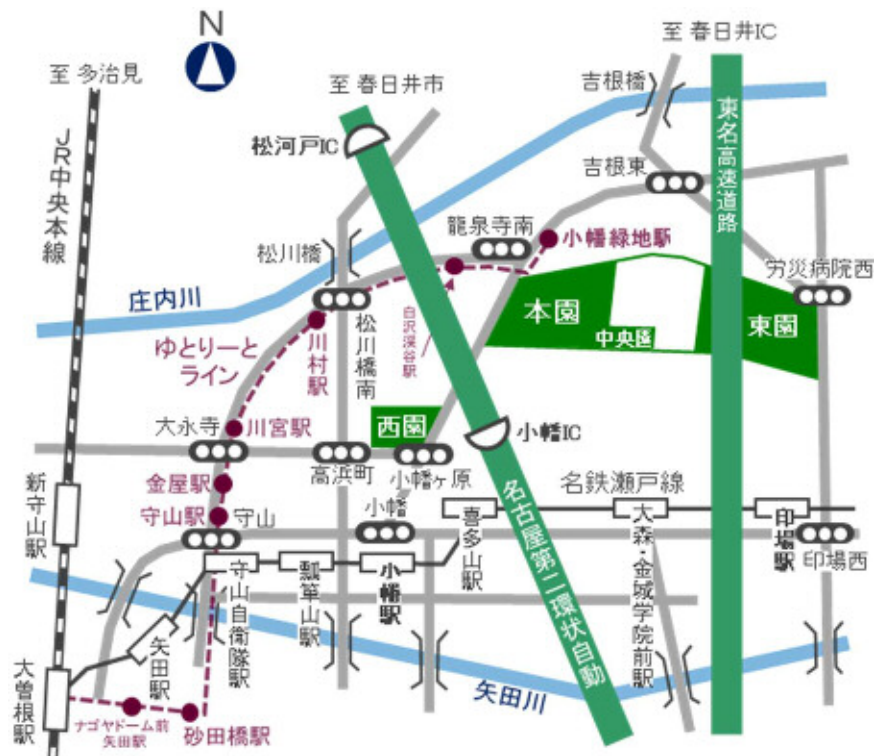 N
至 春日井IC
至 多治見
至 春日井市
吉根橋
東名高速道路
松河戸IC
JR中央本線
吉根東
龍泉寺南
小幡緑地駅
松川橋
労災病院西
庄内川
白沢渓谷駅
本園
中央園
東園
ゆとりーと
ライン
川村駅
松川橋南
大永寺
川宮駅
西園
小幡IC
高浜町
小幡ヶ原
金屋駅
新守山駅
守山駅
守山
小幡
名鉄瀬戸線
喜多山駅
名古屋第二環状自動
大森・金城学院前駅
印場駅
印場西
守山自衛隊駅
瓢箪山駅
小幡駅
矢田駅
大曽根駅
矢田川
ナゴヤドーム前
矢田駅
砂田橋駅